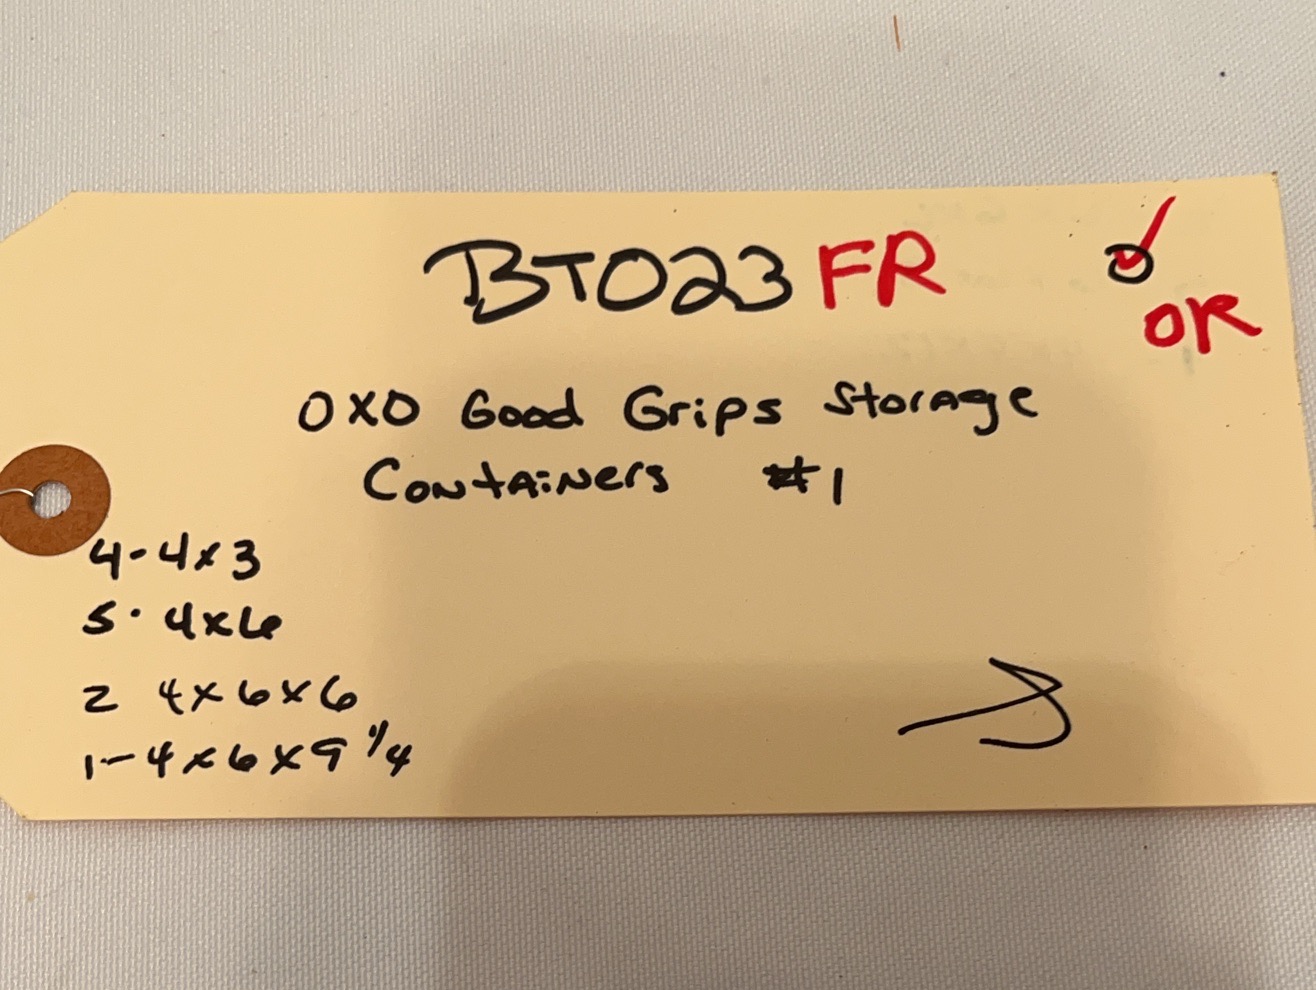 BT023 FR
OK
OXO Good Grips Storage
Containers #1
4-4x3
5. 4x6
2 4x6x6
1-4x6x9 1/4